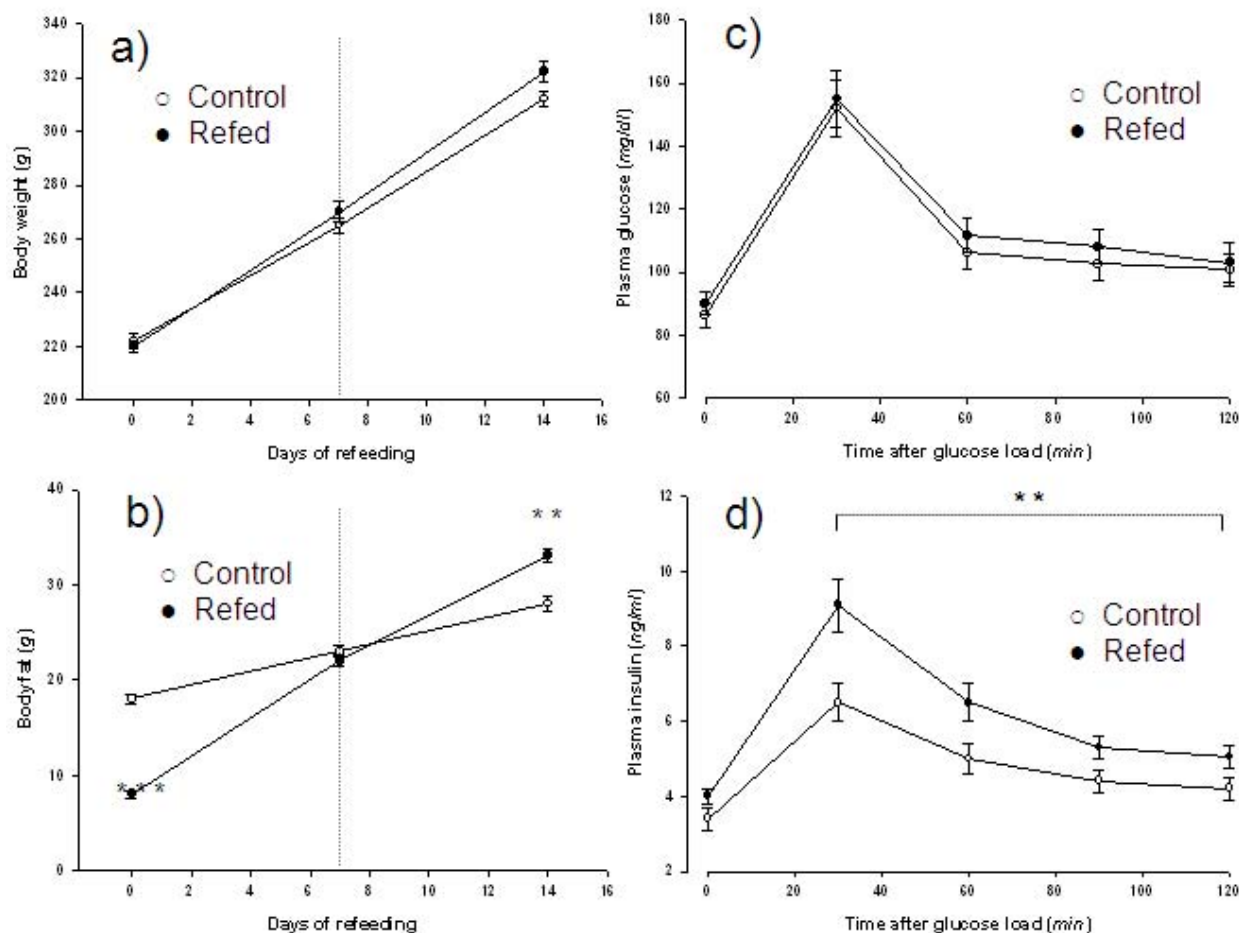 a)
Control
Refed
340
320
300
280
260
240
220
200
Body weight (g)
0 2 4 6 8 10 12 14 16
Days of refeeding
c)
Control
Refed
180
160
140
120
100
80
60
Plasma glucose (mg/dl)
0 20 40 60 80 100 120
Time after glucose load (min)
b)
Control
Refed
* *
* * *
40
30
20
10
0
Body fat (g)
0 2 4 6 8 10 12 14 16
Days of refeeding
d)
* *
Control
Refed
12
10
8
6
4
2
Plasma insulin (ng/ml)
0 20 40 60 80 100 120
Time after glucose load (min)